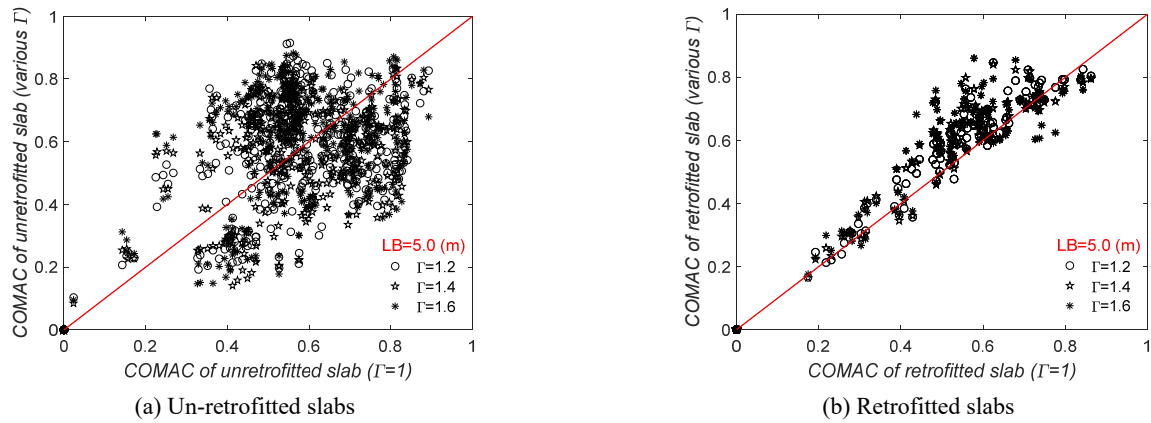 COMAC of unretrofitted slab (various Γ)
1
0.8
0.6
0.4
0.2
0
0 0.2 0.4 0.6 0.8 1
LB=5.0 (m)
Γ=1.2
Γ=1.4
Γ=1.6
COMAC of unretrofitted slab (Γ=1)
(a) Un-retrofitted slabs
COMAC of retrofitted slab (various Γ)
1
0.8
0.6
0.4
0.2
0
0 0.2 0.4 0.6 0.8 1
LB=5.0 (m)
Γ=1.2
Γ=1.4
Γ=1.6
COMAC of retrofitted slab (Γ=1)
(b) Retrofitted slabs